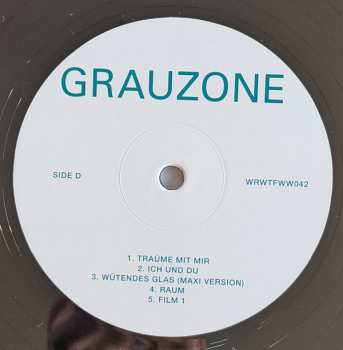 GRAUZONE
SIDE D
WRWTFWW042
1. TRAÜME MIT MIR
2. ICH UND DU
3. WÜTENDES GLAS (MAXI VERSION)
4. RAUM
5. FILM 1